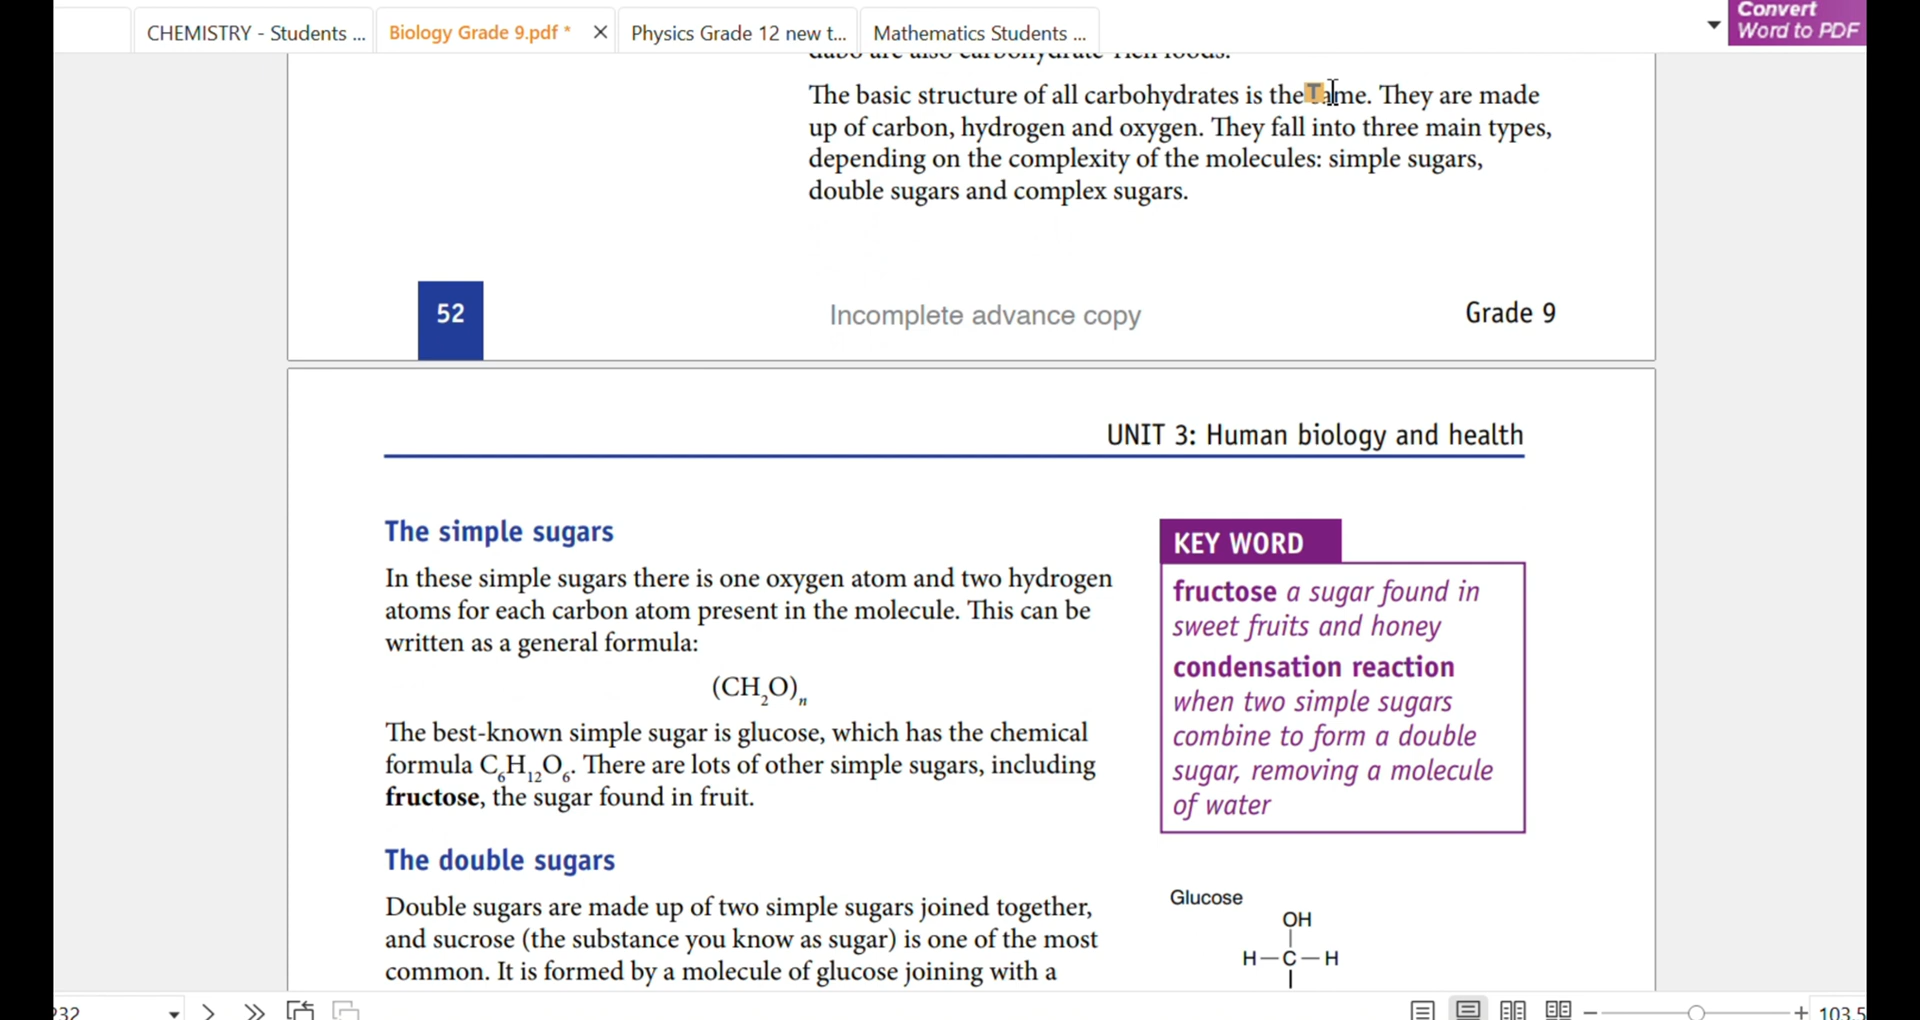 CHEMISTRY - Students ...
Biology Grade 9.pdf *
Physics Grade 12 new t...
Mathematics Students ...
Convert
Word to PDF
dabo are also carbohydrate-rich foods.
The basic structure of all carbohydrates is the same. They are made
up of carbon, hydrogen and oxygen. They fall into three main types,
depending on the complexity of the molecules: simple sugars,
double sugars and complex sugars.
52
Incomplete advance copy
Grade 9
UNIT 3: Human biology and health
The simple sugars
In these simple sugars there is one oxygen atom and two hydrogen
atoms for each carbon atom present in the molecule. This can be
written as a general formula:
(CH₂O)ₙ
The best-known simple sugar is glucose, which has the chemical
formula C₆H₁₂O₆. There are lots of other simple sugars, including
fructose, the sugar found in fruit.
The double sugars
Double sugars are made up of two simple sugars joined together,
and sucrose (the substance you know as sugar) is one of the most
common. It is formed by a molecule of glucose joining with a
KEY WORD
fructose a sugar found in
sweet fruits and honey
condensation reaction
when two simple sugars
combine to form a double
sugar, removing a molecule
of water
Glucose
OH
H—C—H
232
103.5